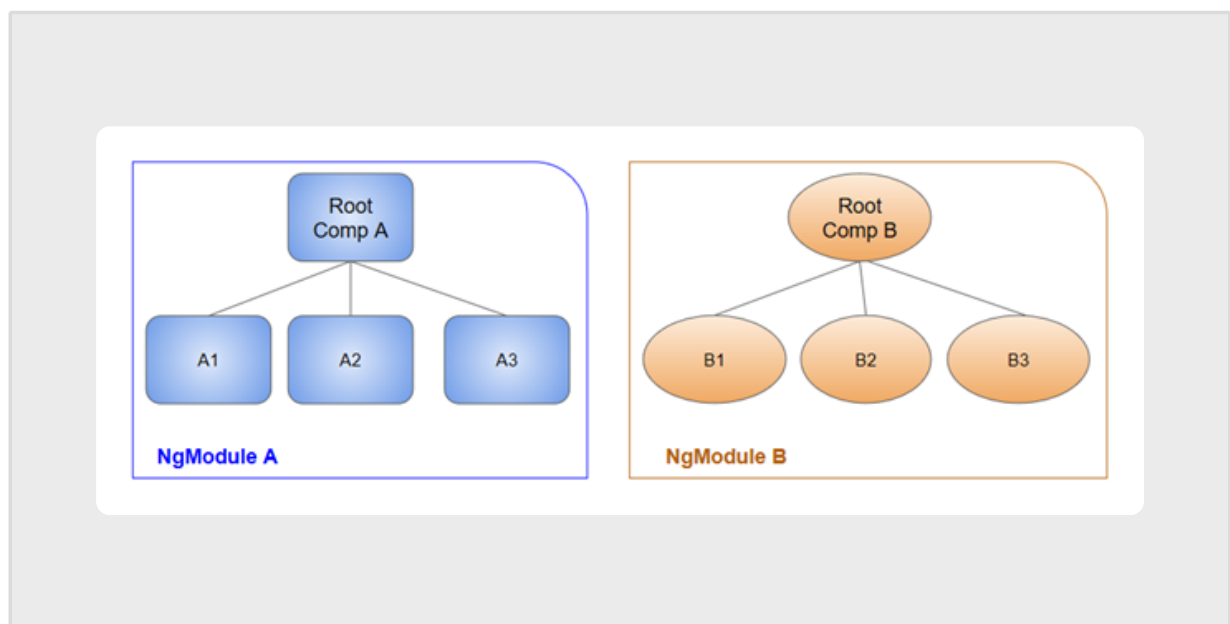 Root
Comp A
A1
A2
A3
NgModule A
Root
Comp B
B1
B2
B3
NgModule B